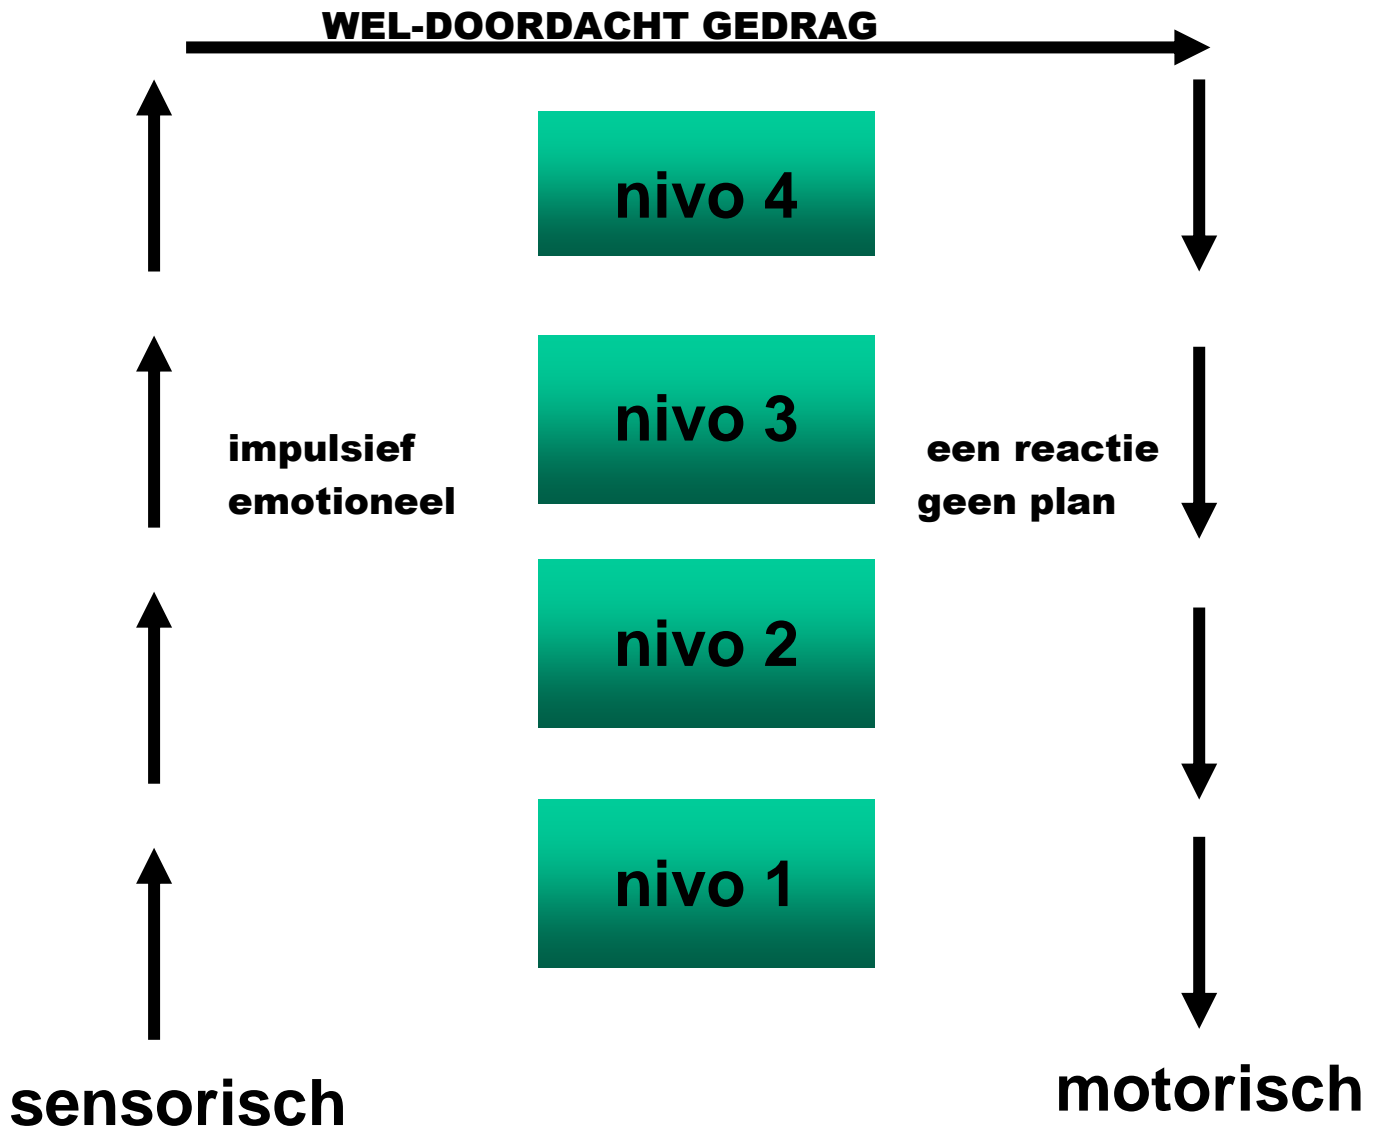 WEL-DOORDACHT GEDRAG
nivo 4
nivo 3
impulsief
emotioneel
een reactie
geen plan
nivo 2
nivo 1
sensorisch
motorisch